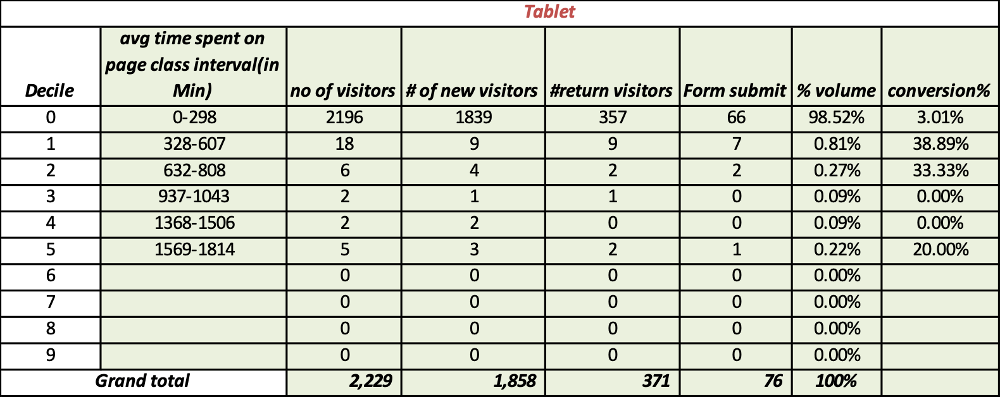 Tablet
Decile avg time spent on page class interval(in Min) no of visitors # of new visitors #return visitors Form submit % volume conversion%
0 0-298 2196 1839 357 66 98.52% 3.01%
1 328-607 18 9 9 7 0.81% 38.89%
2 632-808 6 4 2 2 0.27% 33.33%
3 937-1043 2 1 1 0 0.09% 0.00%
4 1368-1506 2 2 0 0 0.09% 0.00%
5 1569-1814 5 3 2 1 0.22% 20.00%
6 0 0 0 0 0.00%
7 0 0 0 0 0.00%
8 0 0 0 0 0.00%
9 0 0 0 0 0.00%
Grand total 2,229 1,858 371 76 100%